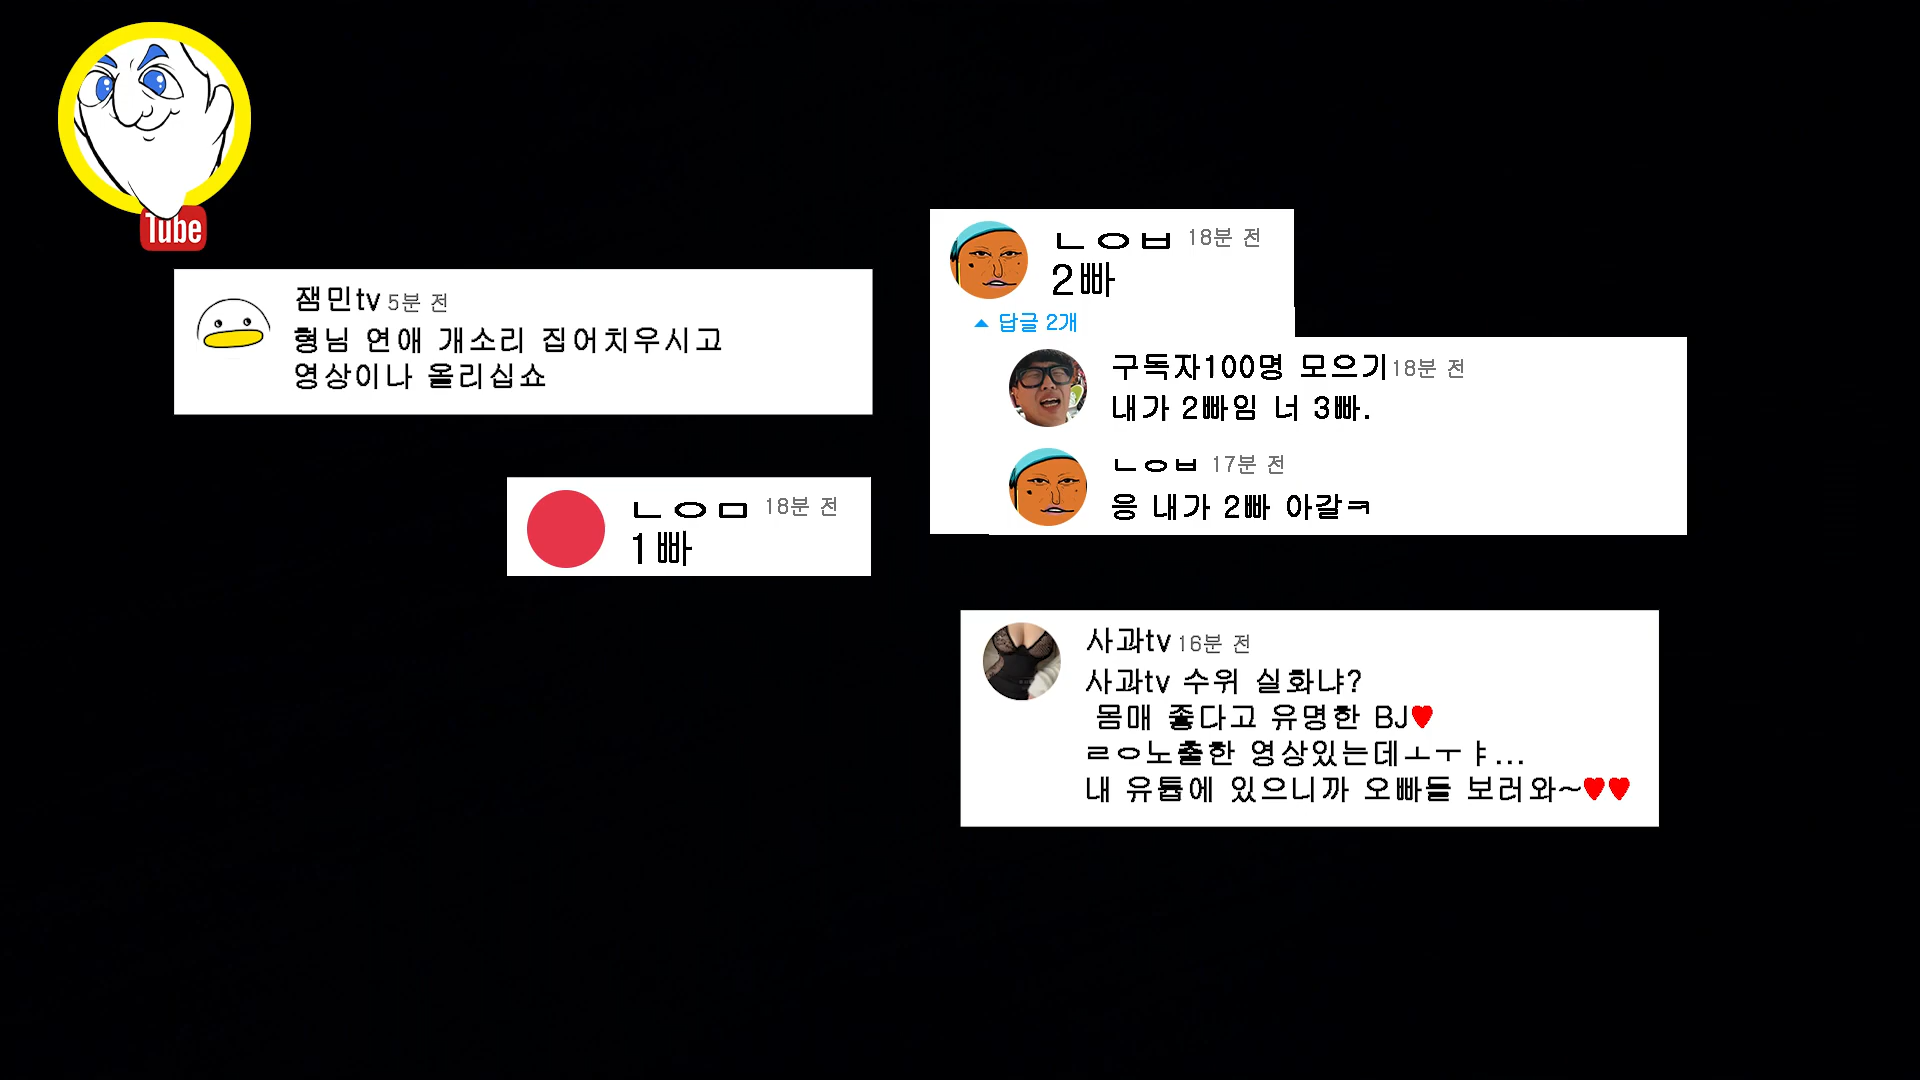 Tube
잼민tv 5분 전
형님 연애 개소리 집어치우시고
영상이나 올리십쇼
ㄴㅇㅁ 18분 전
1빠
ㄴㅇㅂ 18분 전
2빠
답글 2개
구독자100명 모으기 18분 전
내가 2빠임 너 3빠.
ㄴㅇㅂ 17분 전
응 내가 2빠 아갈ㅋ
사과tv 16분 전
사과tv 수위 실화냐?
몸매 좋다고 유명한 BJ♥
ㄹㅇ노출한 영상있는데ㅗㅜㅑ...
내 유튭에 있으니까 오빠들 보러와~♥♥